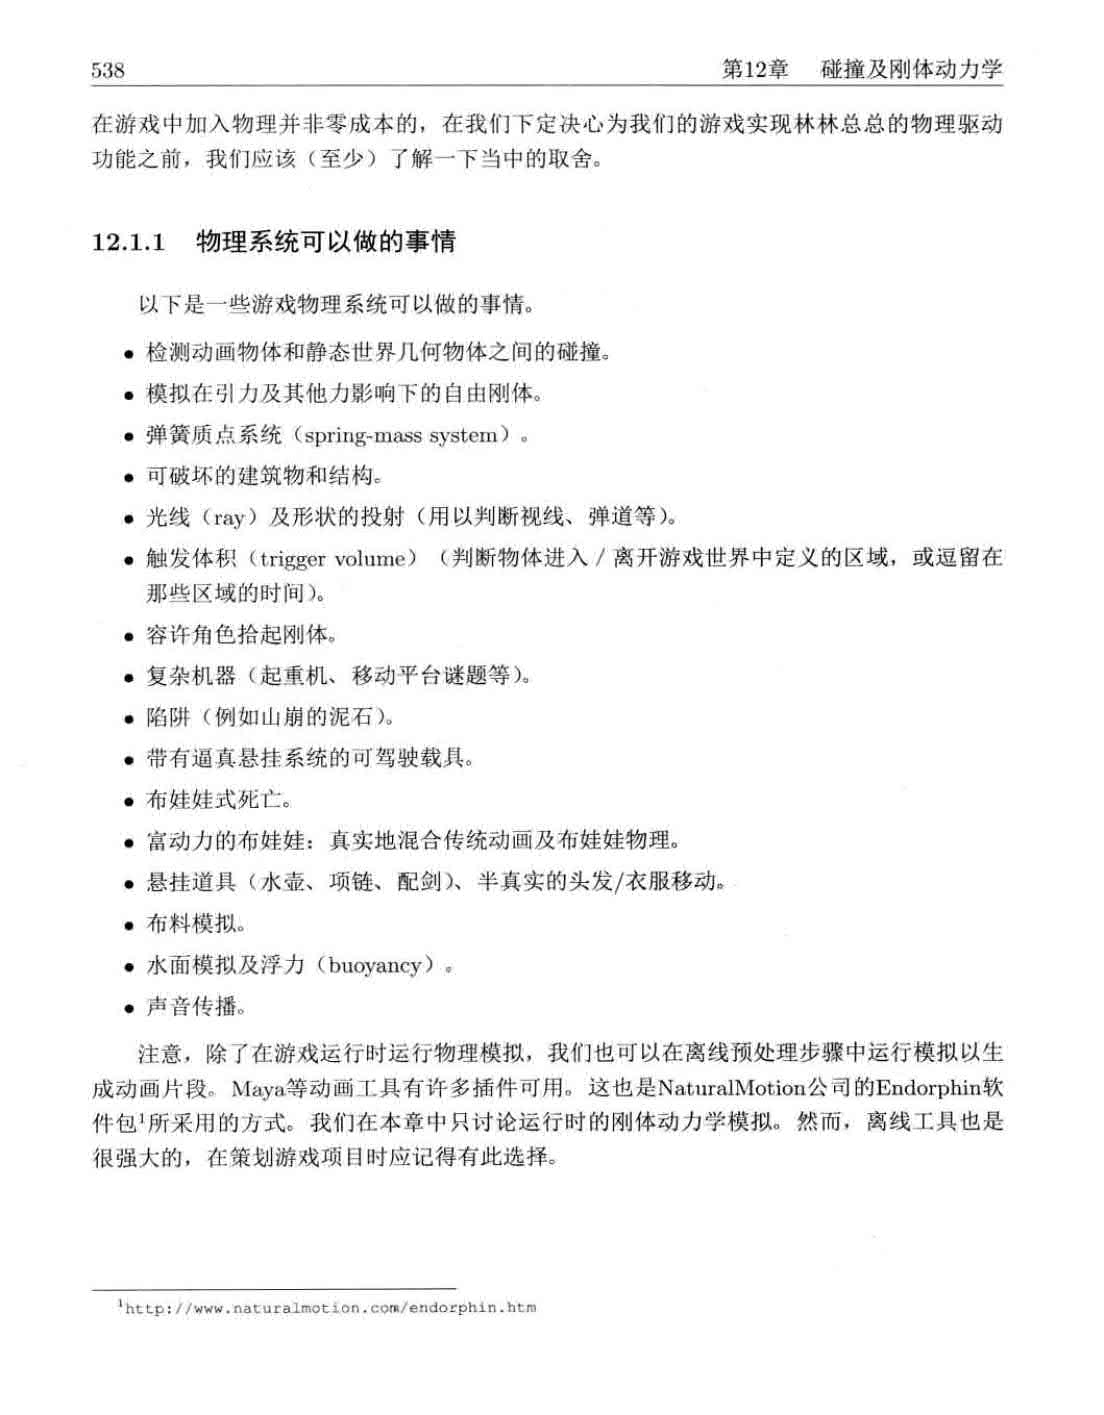 538
第12章 碰撞及刚体动力学
在游戏中加入物理并非零成本的，在我们下定决心为我们的游戏实现林林总总的物理驱动
功能之前，我们应该（至少）了解一下当中的取舍。
12.1.1 物理系统可以做的事情
以下是一些游戏物理系统可以做的事情。
● 检测动画物体和静态世界几何物体之间的碰撞。
● 模拟在引力及其他力影响下的自由刚体。
● 弹簧质点系统（spring-mass system）。
● 可破坏的建筑物和结构。
● 光线（ray）及形状的投射（用以判断视线、弹道等）。
● 触发体积（trigger volume）（判断物体进入 / 离开游戏世界中定义的区域，或逗留在
那些区域的时间）。
● 容许角色拾起刚体。
● 复杂机器（起重机、移动平台谜题等）。
● 陷阱（例如山崩的泥石）。
● 带有逼真悬挂系统的可驾驶载具。
● 布娃娃式死亡。
● 富动力的布娃娃：真实地混合传统动画及布娃娃物理。
● 悬挂道具（水壶、项链、配剑）、半真实的头发/衣服移动。
● 布料模拟。
● 水面模拟及浮力（buoyancy）。
● 声音传播。
注意，除了在游戏运行时运行物理模拟，我们也可以在离线预处理步骤中运行模拟以生
成动画片段。Maya等动画工具有许多插件可用。这也是NaturalMotion公司的Endorphin软
件包¹所采用的方式。我们在本章中只讨论运行时的刚体动力学模拟。然而，离线工具也是
很强大的，在策划游戏项目时应记得有此选择。
¹http://www.naturalmotion.com/endorphin.htm